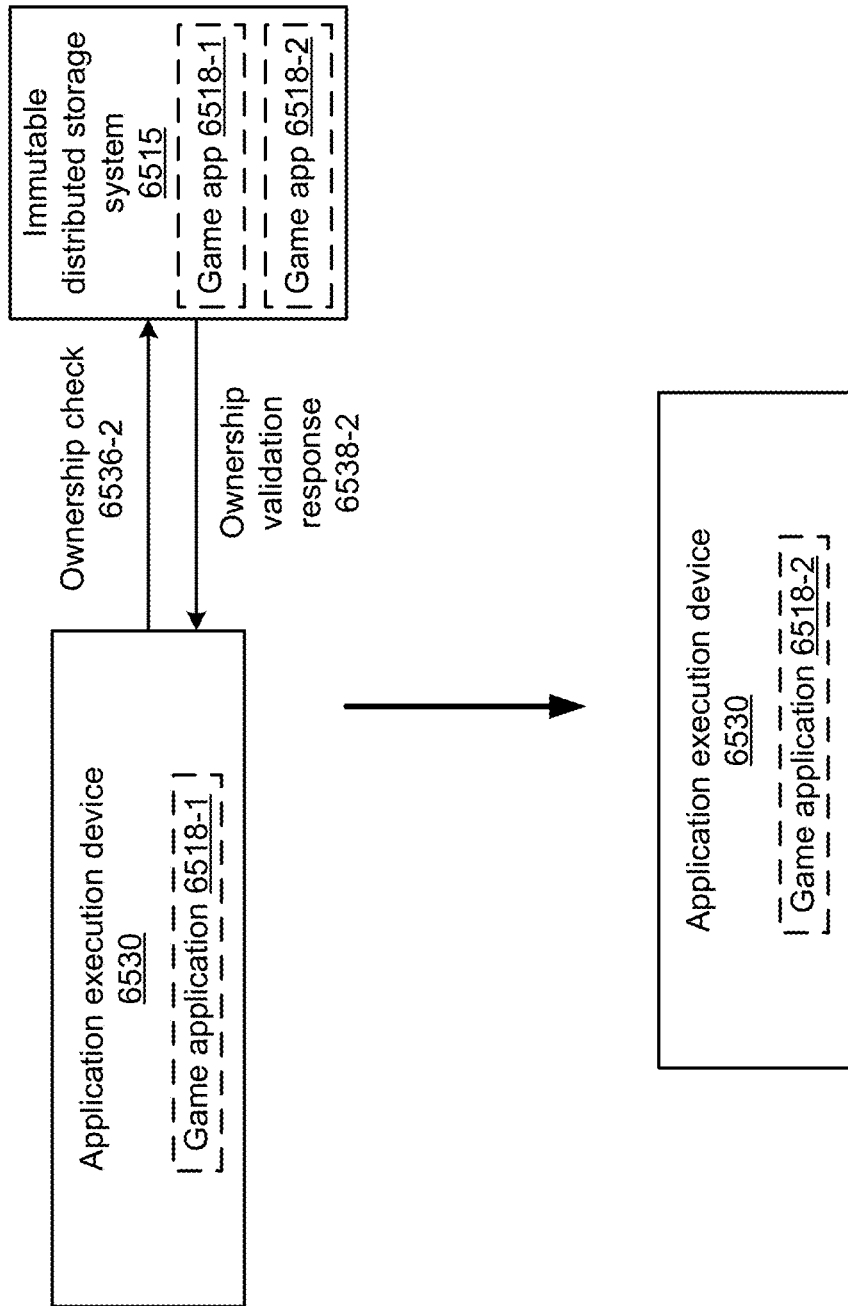 Application execution device
6530
Game application 6518-1
Ownership check
6536-2
Ownership
validation
response
6538-2
Immutable
distributed storage
system
6515
Game app 6518-1
Game app 6518-2
Application execution device
6530
Game application 6518-2